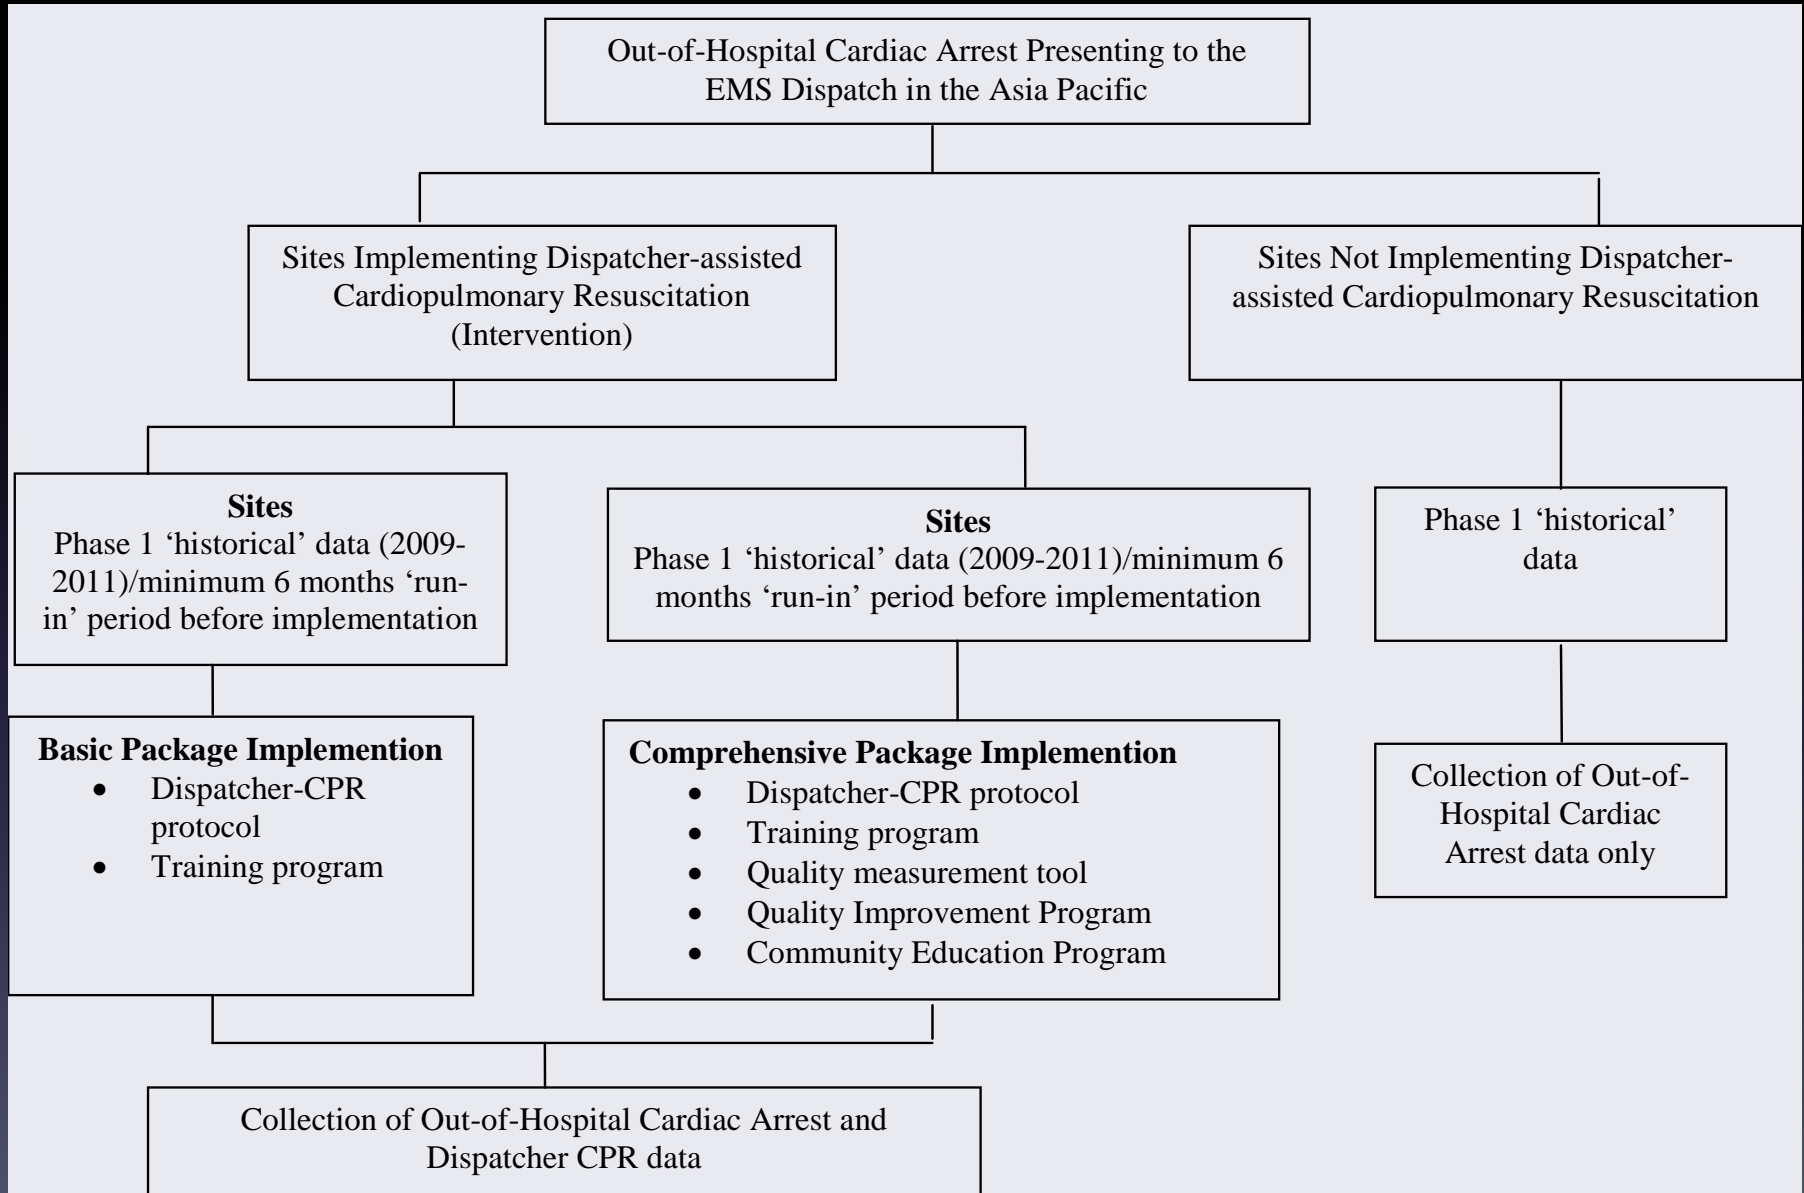 Out-of-Hospital Cardiac Arrest Presenting to the
EMS Dispatch in the Asia Pacific
Sites Implementing Dispatcher-assisted
Cardiopulmonary Resuscitation
(Intervention)
Sites Not Implementing Dispatcher-
assisted Cardiopulmonary Resuscitation
Sites
Phase 1 ‘historical’ data (2009-
2011)/minimum 6 months ‘run-
in’ period before implementation
Sites
Phase 1 ‘historical’ data (2009-2011)/minimum 6
months ‘run-in’ period before implementation
Phase 1 ‘historical’
data
Basic Package Implemention
• Dispatcher-CPR
protocol
• Training program
Comprehensive Package Implemention
• Dispatcher-CPR protocol
• Training program
• Quality measurement tool
• Quality Improvement Program
• Community Education Program
Collection of Out-of-
Hospital Cardiac
Arrest data only
Collection of Out-of-Hospital Cardiac Arrest and
Dispatcher CPR data